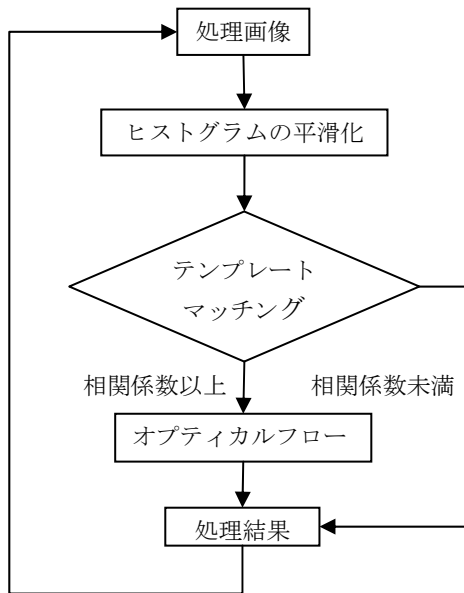 処理画像
ヒストグラムの平滑化
テンプレート
マッチング
相関係数以上
相関係数未満
オプティカルフロー
処理結果